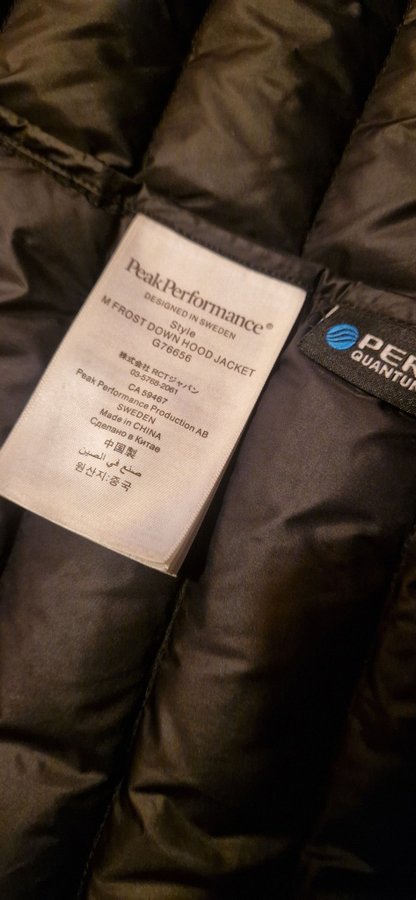 PeakPerformance®
DESIGNED IN SWEDEN
Style
M FROST DOWN HOOD JACKET
G76656
株式会社 RCTジャパン
03-5768-2061
CA 59467
Peak Performance Production AB
SWEDEN
Made in CHINA
Сделано в Китае
中国製
صنع في الصين
원산지:중국
PER
QUANTUM